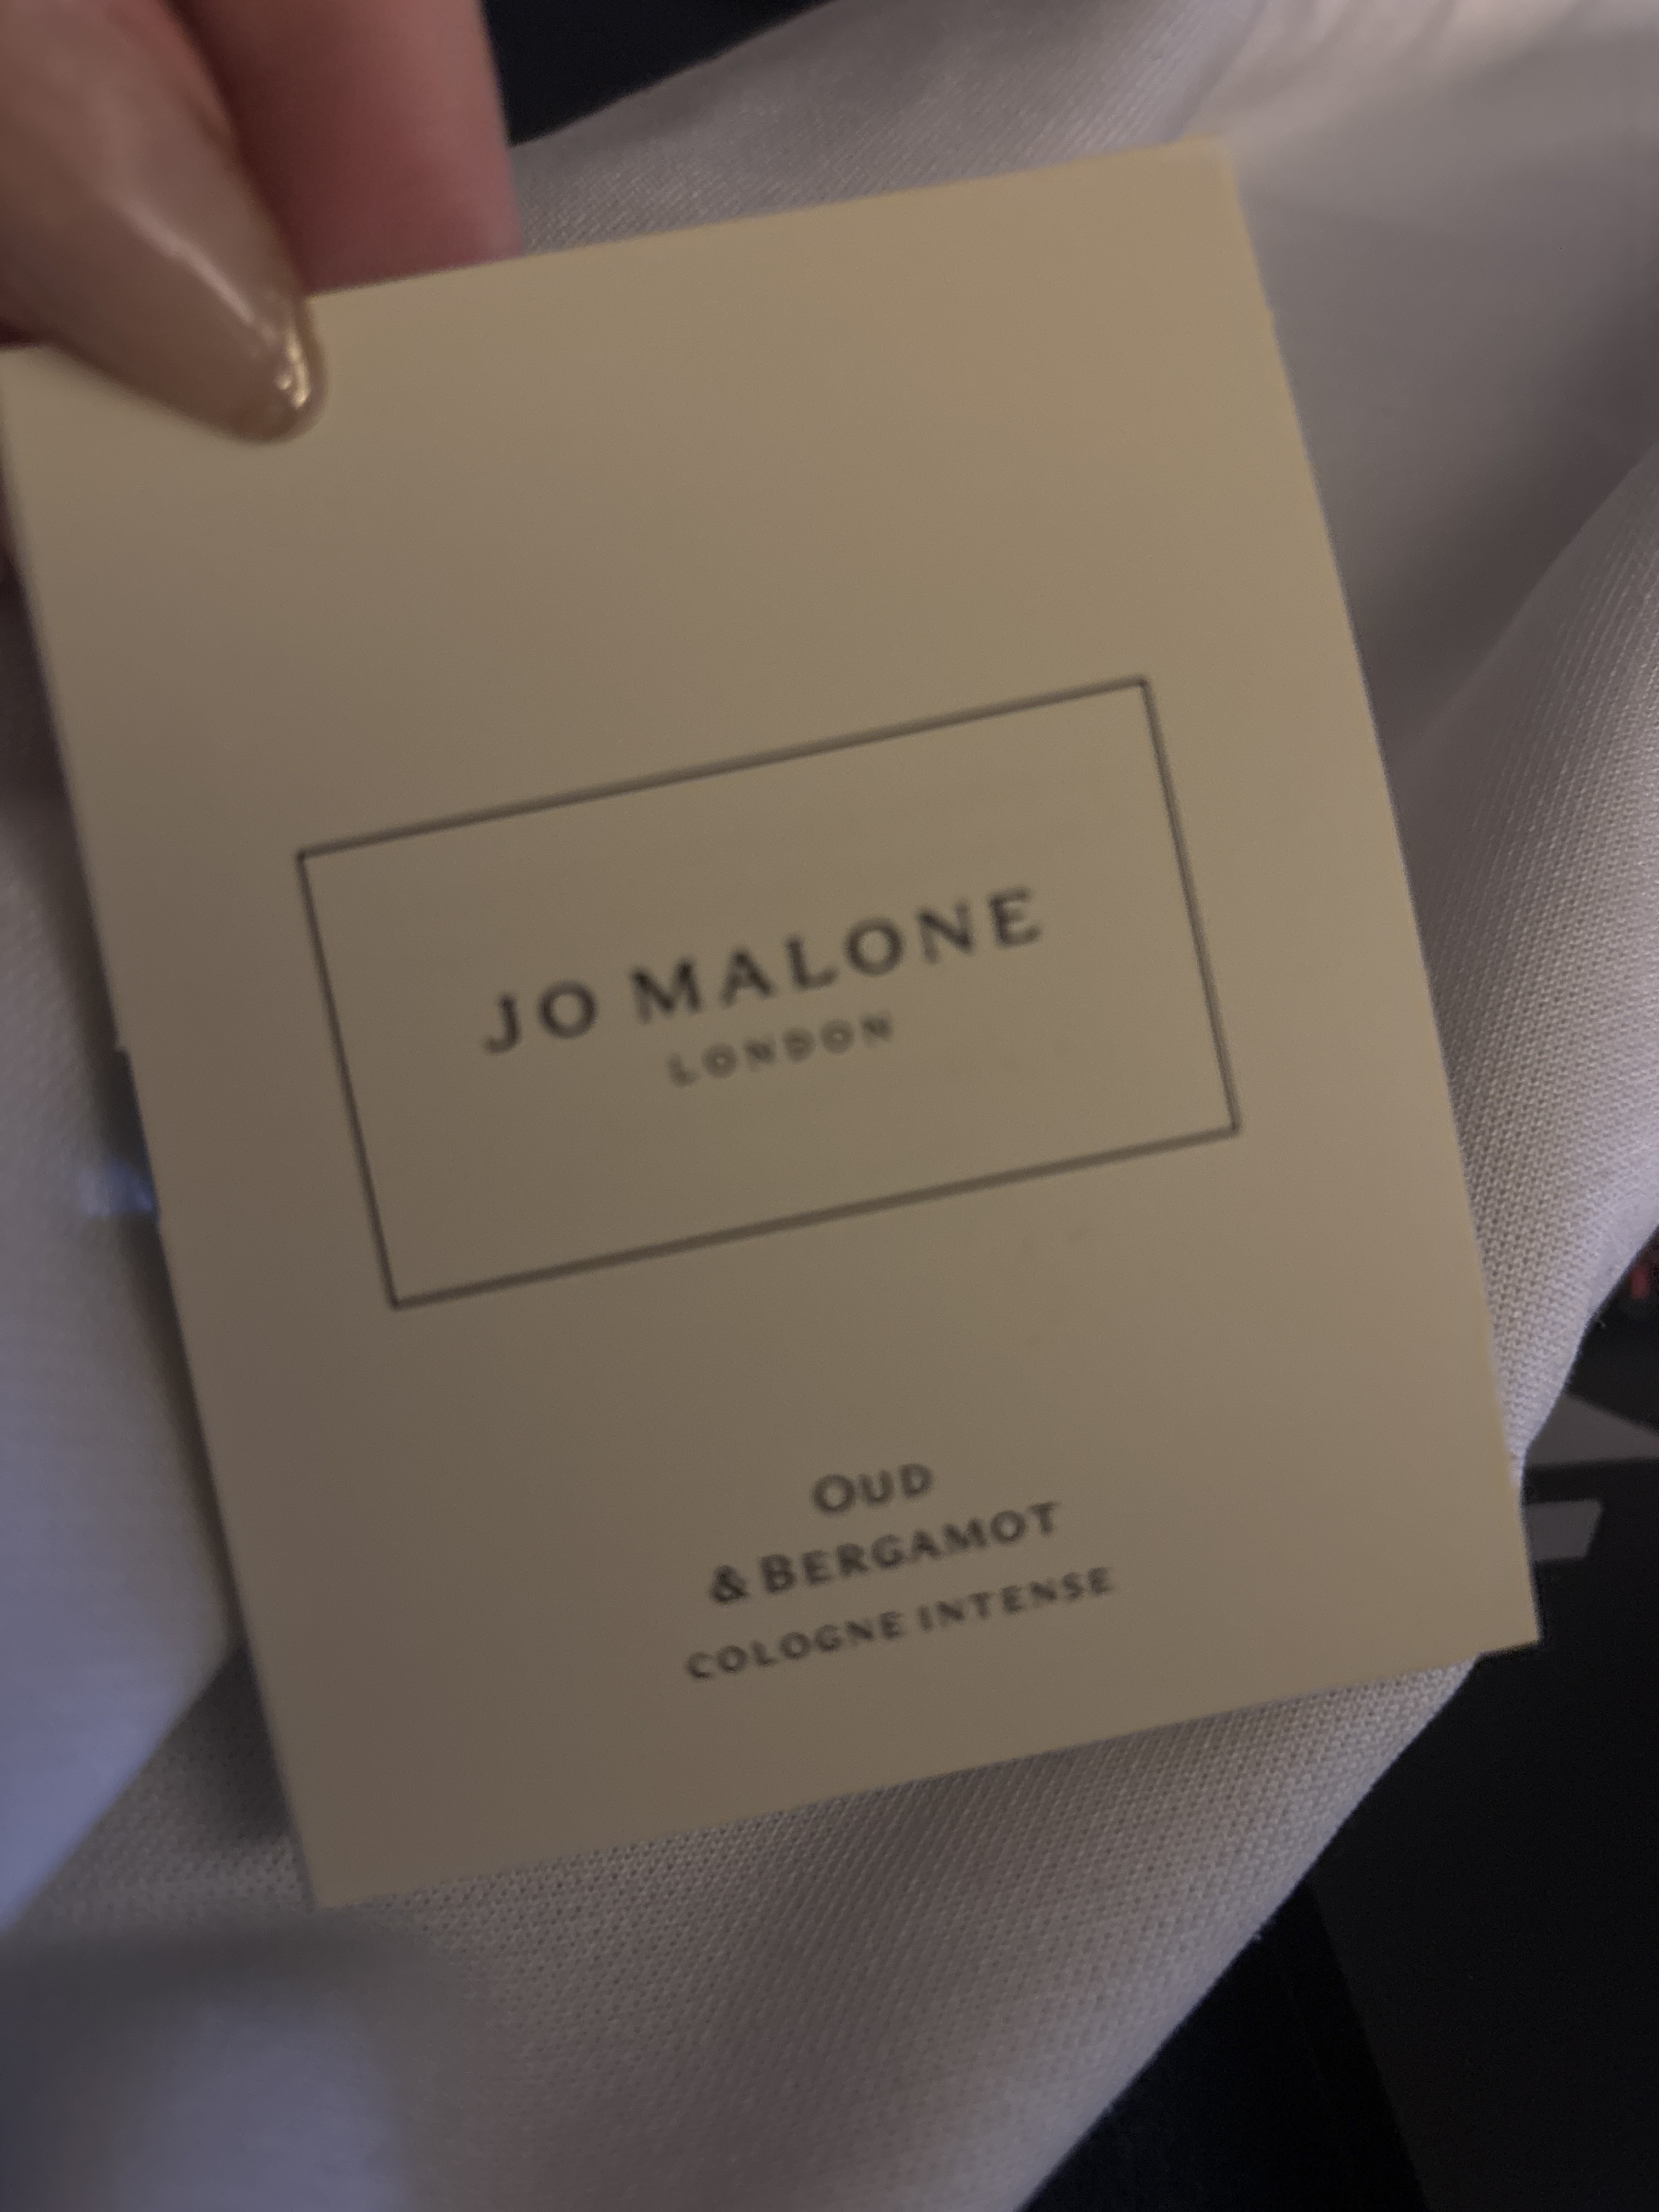 JO MALONE
LONDON
OUD
& BERGAMOT
COLOGNE INTENSE